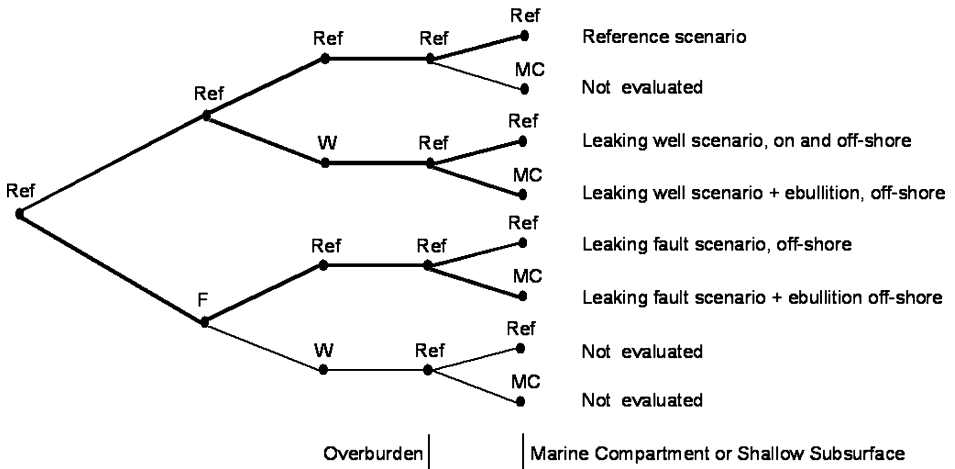 Ref
Ref Ref Reference scenario
MC
Ref Not evaluated
Ref
W Ref Leaking well scenario, on and off-shore
MC
Ref Leaking well scenario + ebullition, off-shore
Ref
Ref Ref Leaking fault scenario, off-shore
MC
F Leaking fault scenario + ebullition off-shore
Ref
W Ref Not evaluated
MC
Not evaluated
Overburden Marine Compartment or Shallow Subsurface